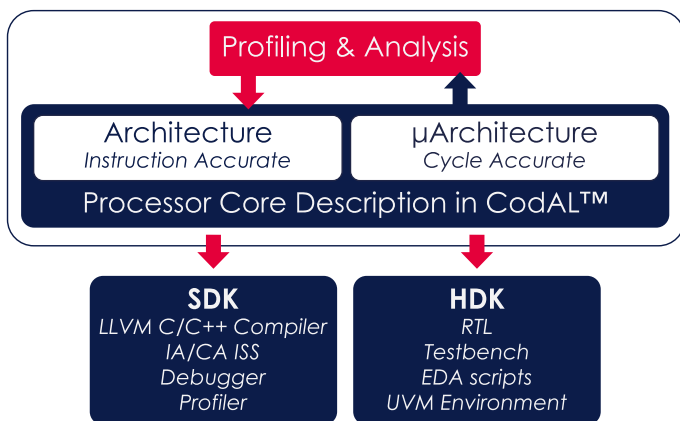 Profiling & Analysis
Architecture
Instruction Accurate
µArchitecture
Cycle Accurate
Processor Core Description in CodAL™
SDK
LLVM C/C++ Compiler
IA/CA ISS
Debugger
Profiler
HDK
RTL
Testbench
EDA scripts
UVM Environment